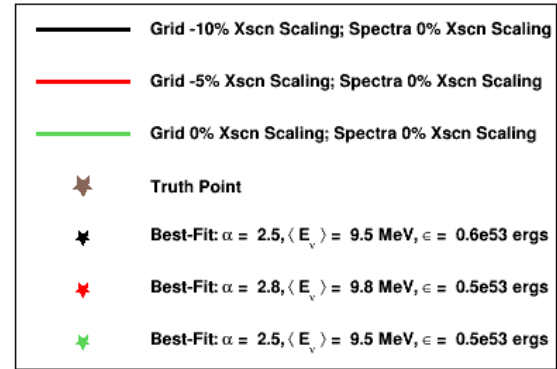 Grid -10% Xscn Scaling; Spectra 0% Xscn Scaling
Grid -5% Xscn Scaling; Spectra 0% Xscn Scaling
Grid 0% Xscn Scaling; Spectra 0% Xscn Scaling
Truth Point
Best-Fit: α = 2.5, ⟨ E_ν ⟩ = 9.5 MeV, ϵ = 0.6e53 ergs
Best-Fit: α = 2.8, ⟨ E_ν ⟩ = 9.8 MeV, ϵ = 0.5e53 ergs
Best-Fit: α = 2.5, ⟨ E_ν ⟩ = 9.5 MeV, ϵ = 0.5e53 ergs